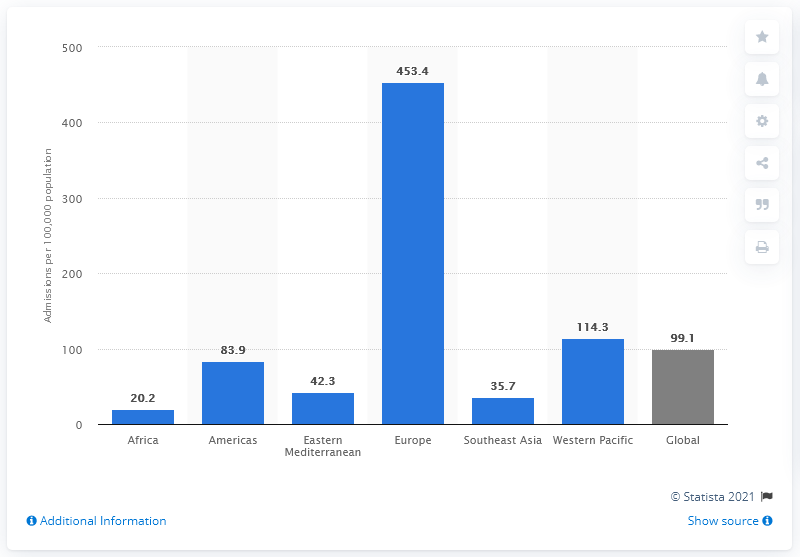 500
400
300
200
100
0
Admissions per 100,000 population
20.2
83.9
42.3
453.4
35.7
114.3
99.1
Africa
Americas
Eastern
Mediterranean
Europe
Southeast Asia
Western Pacific
Global
© Statista 2021
Additional Information
Show source